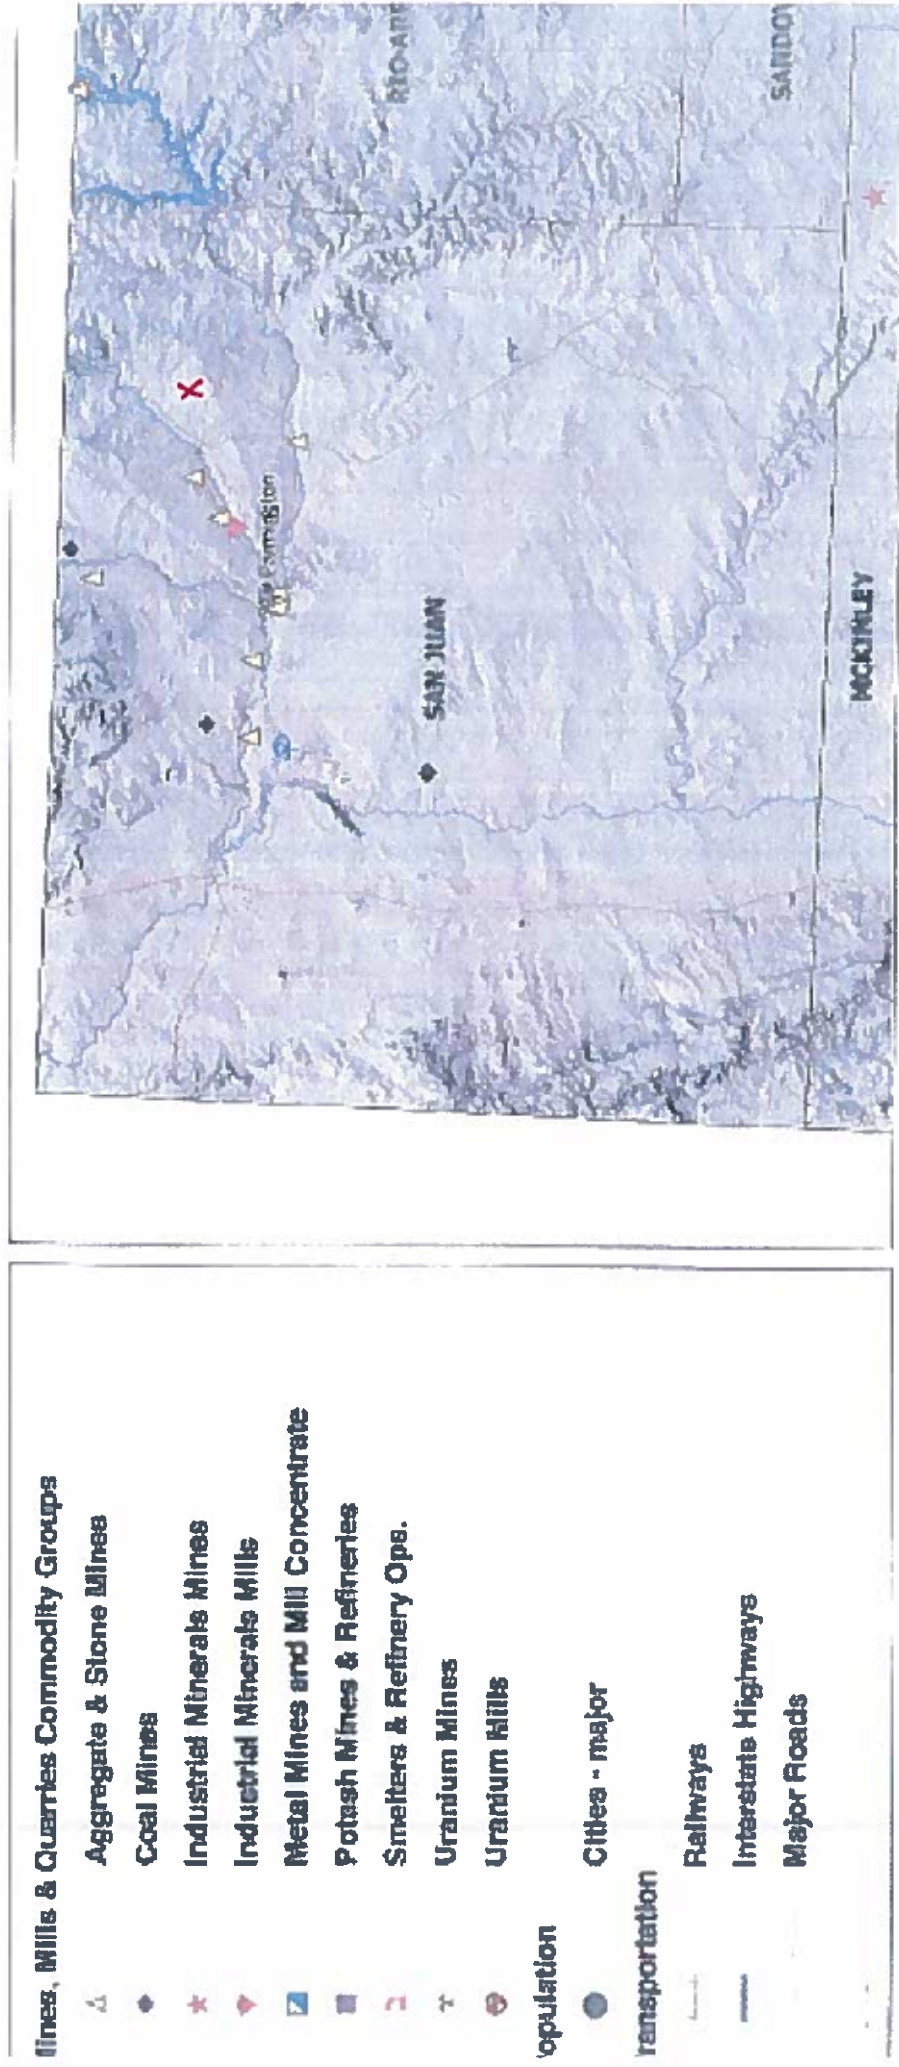 lines, Mills & Quarries Commodity Groups
Aggregate & Stone Mines
Coal Mines
Industrial Minerals Mines
Industrial Minerals Mills
Metal Mines and Mill Concentrate
Potash Mines & Refineries
Smelters & Refinery Ops.
Uranium Mines
Uranium Mills
opulation
Cities - major
ransportation
Railways
Interstate Highways
Major Roads
X
Farmington
SAN JUAN
MCKINLEY
RIO ARR
SANDOV